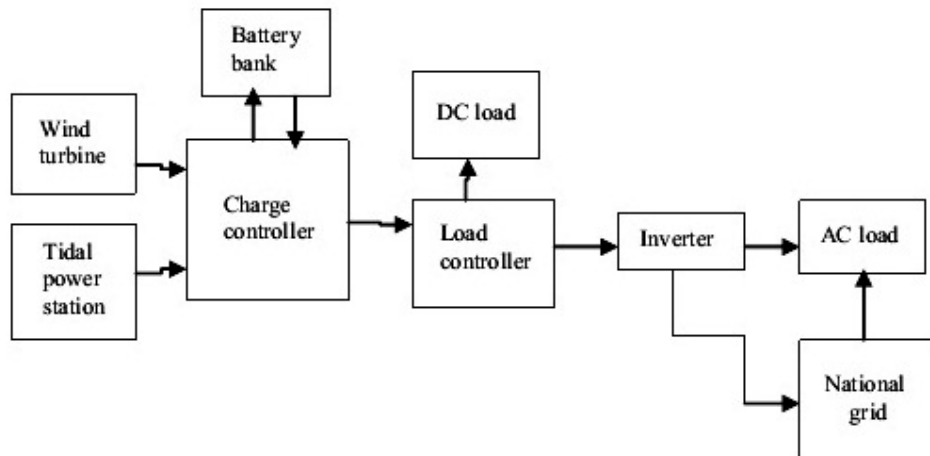 Battery
bank
DC load
Wind
turbine
Charge
controller
Load
controller
Inverter
AC load
Tidal
power
station
National
grid